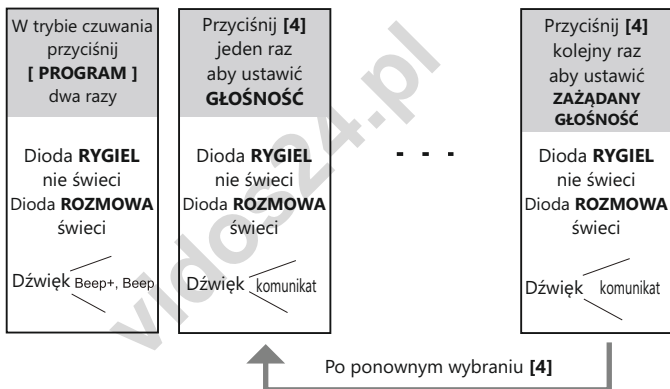 W trybie czuwania
przyciśnij
[ PROGRAM ]
dwa razy
Dioda RYGIEL
nie świeci
Dioda ROZMOWA
świeci
Dźwięk Beep+, Beep
Przyciśnij [4]
jeden raz
aby ustawić
GŁOŚNOŚĆ
Dioda RYGIEL
nie świeci
Dioda ROZMOWA
świeci
Dźwięk komunikat
- - -
Przyciśnij [4]
kolejny raz
aby ustawić
ZAŻĄDANY
GŁOŚNOŚĆ
Dioda RYGIEL
nie świeci
Dioda ROZMOWA
świeci
Dźwięk komunikat
Po ponownym wybraniu [4]
vidos24.pl